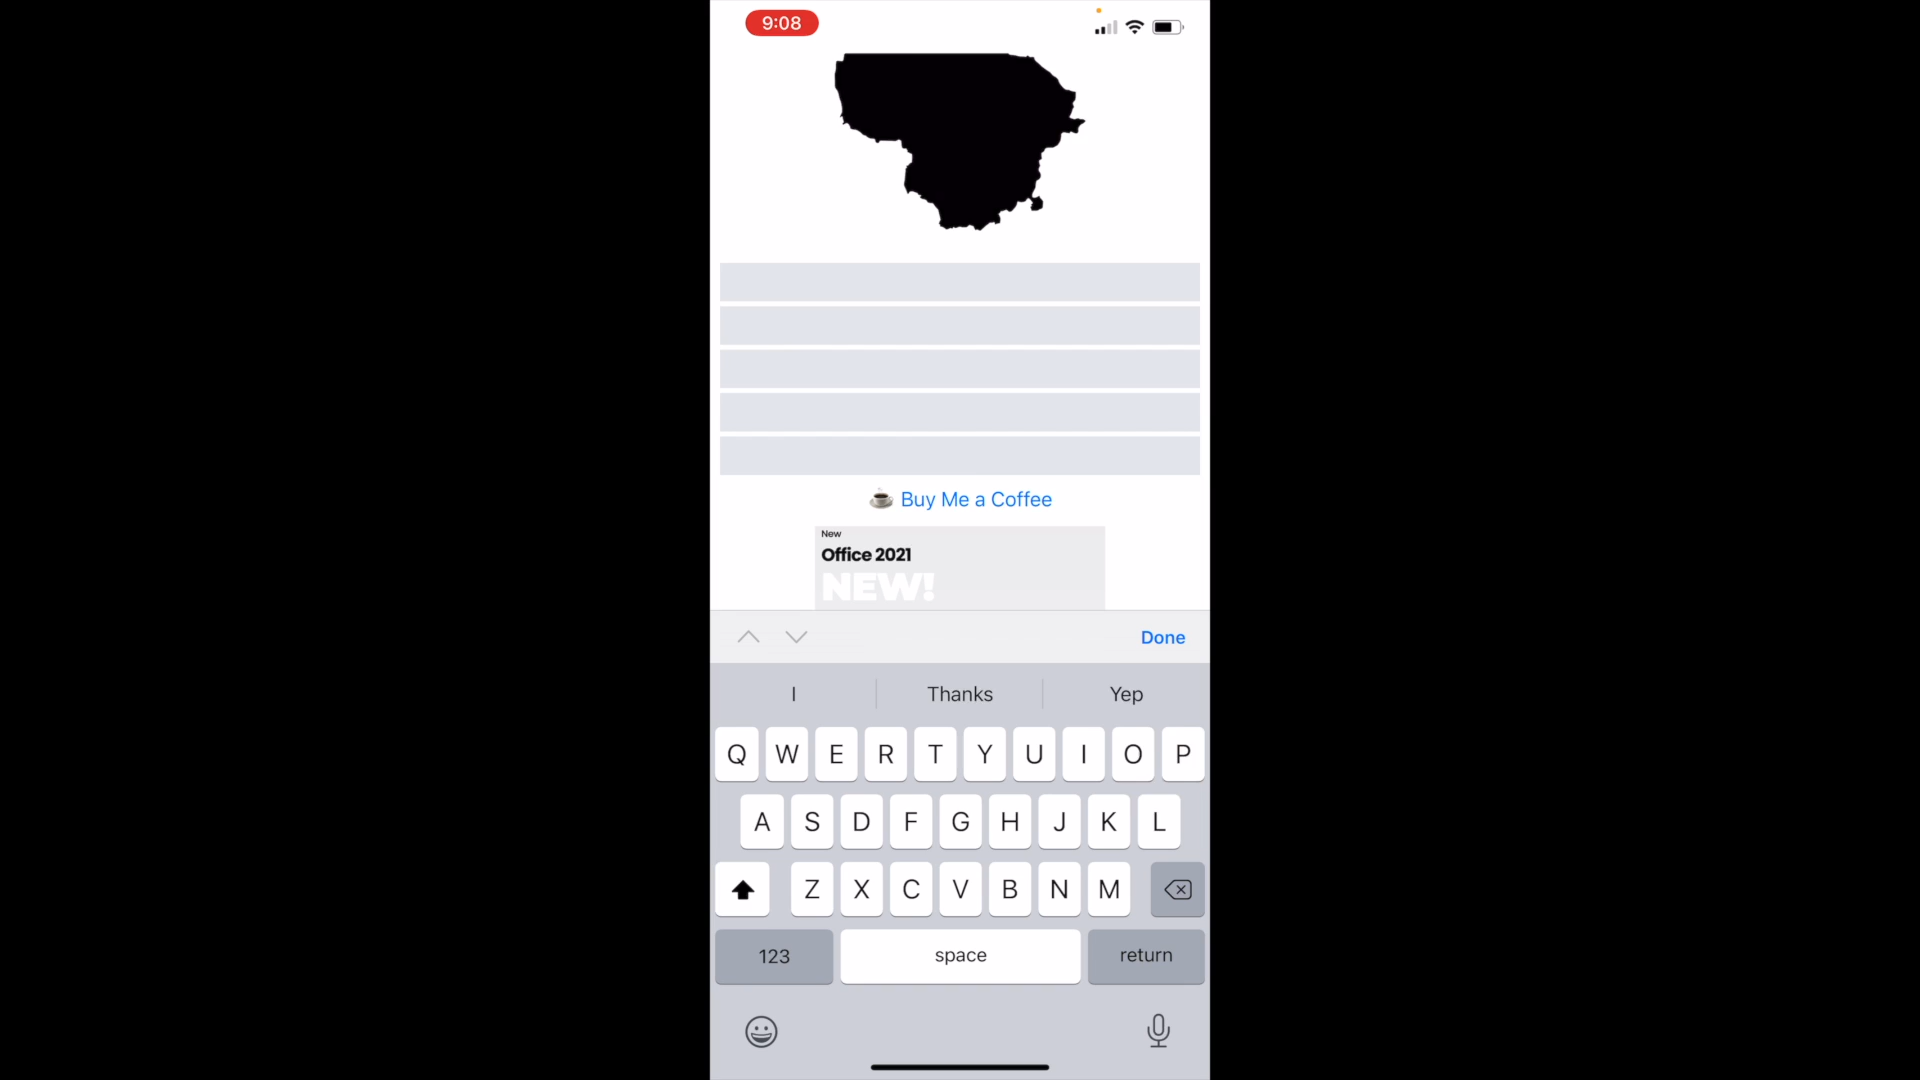 9:08
Buy Me a Coffee
New
Office 2021
NEW!
Done
I Thanks Yep
Q W E R T Y U I O P
A S D F G H J K L
Z X C V B N M
123 space return